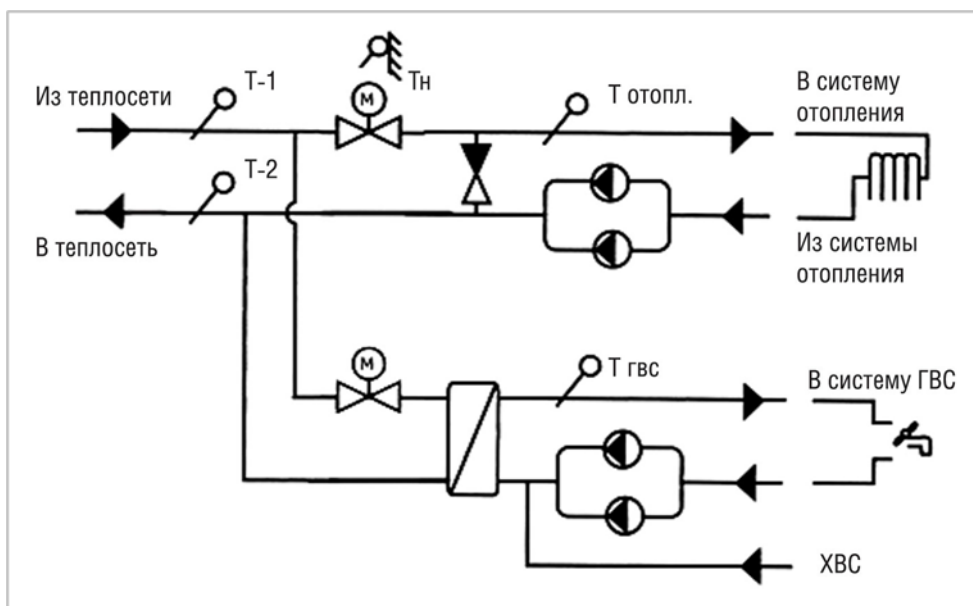 Из теплосети
Т-1
М
Тн
Т отопл.
В систему
отопления
Т-2
В теплосеть
Из системы
отопления
М
Т гвс
В систему ГВС
ХВС